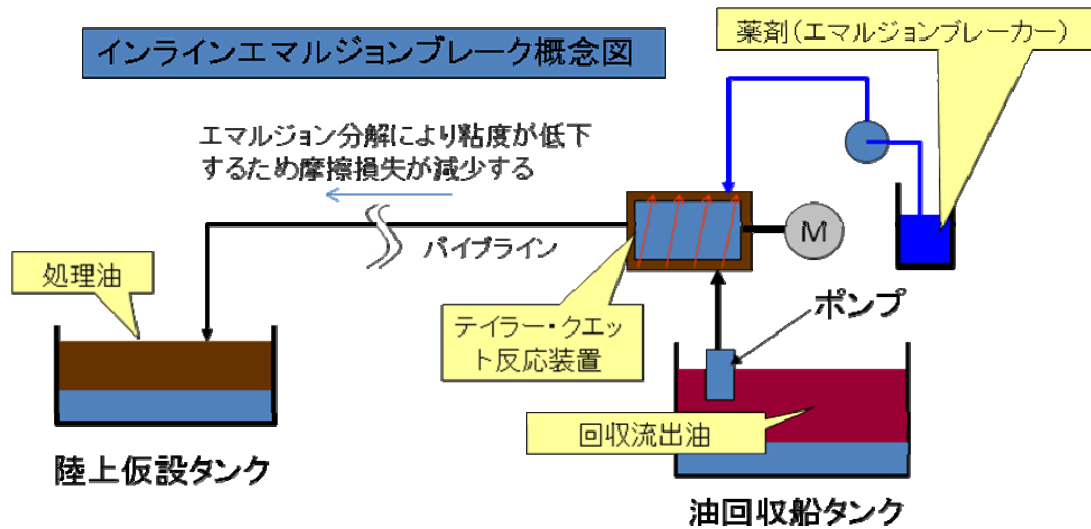 インラインエマルジョンブレーク概念図
薬剤（エマルジョンブレーカー）
エマルジョン分解により粘度が低下
するため摩擦損失が減少する
パイプライン
M
処理油
テイラー・クエッ
ト反応装置
ポンプ
回収流出油
陸上仮設タンク
油回収船タンク